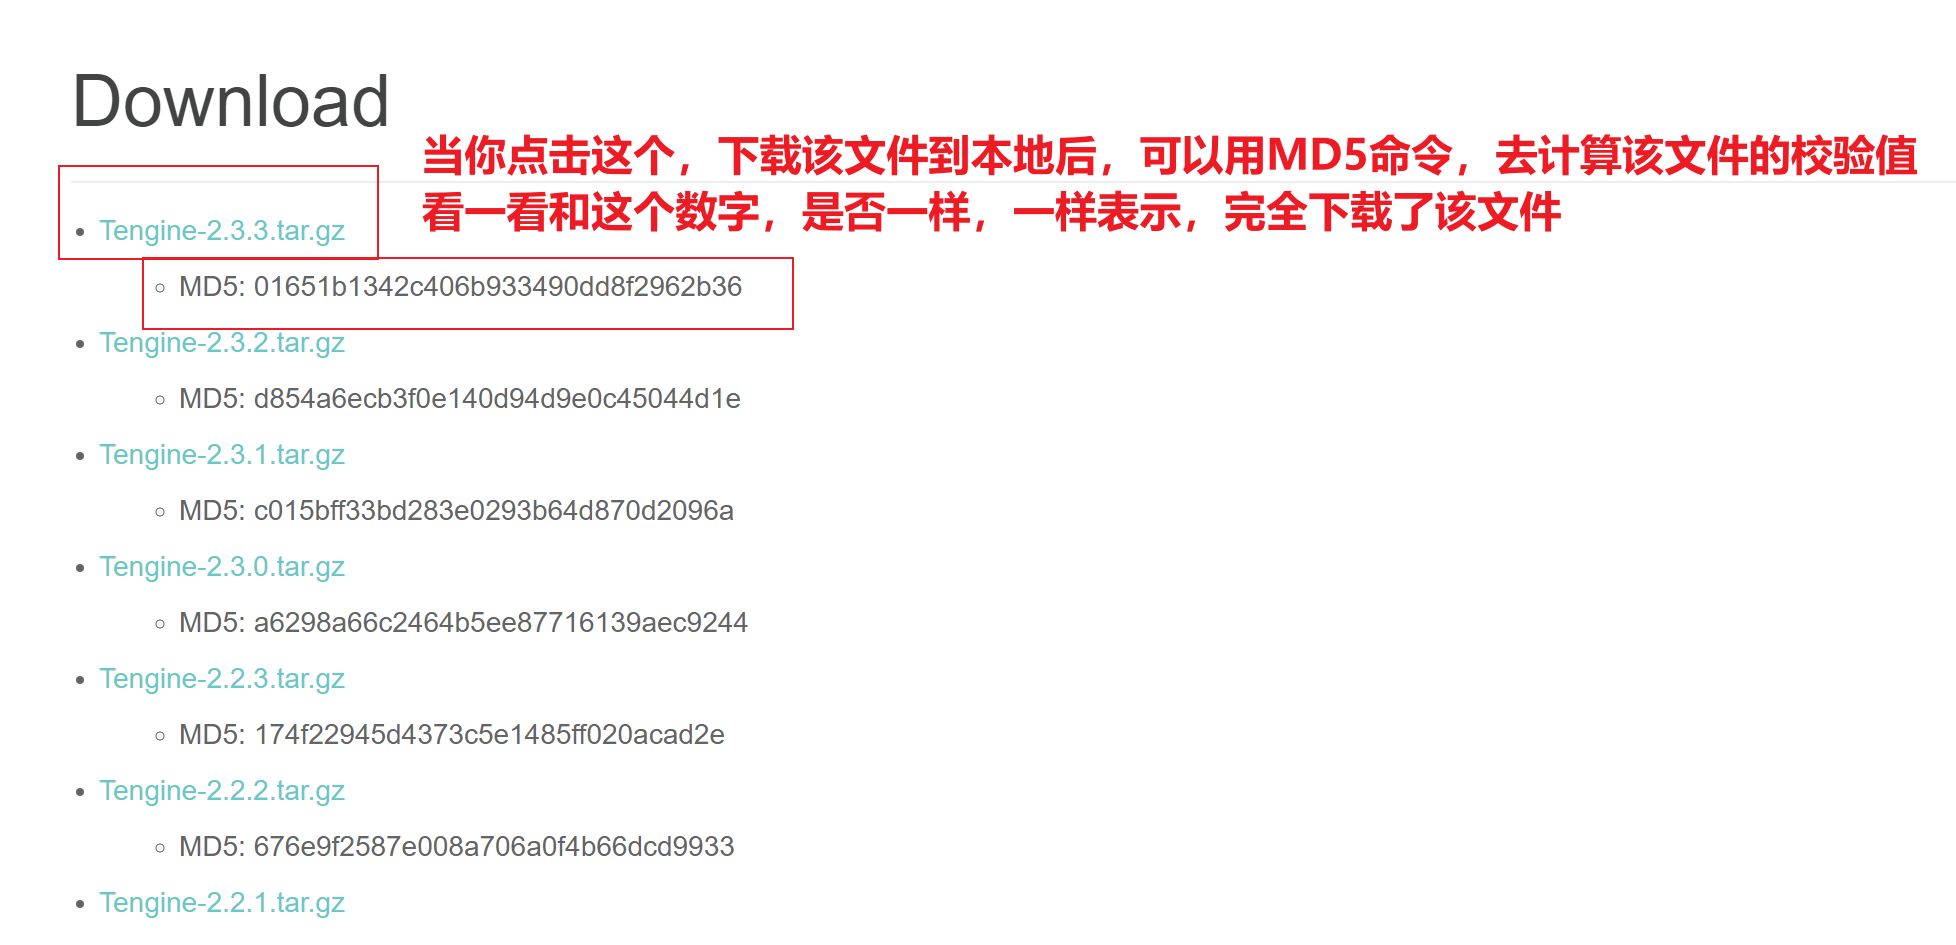 Download
当你点击这个，下载该文件到本地后，可以用MD5命令，去计算该文件的校验值
看一看和这个数字，是否一样，一样表示，完全下载了该文件
Tengine-2.3.3.tar.gz
MD5: 01651b1342c406b933490dd8f2962b36
Tengine-2.3.2.tar.gz
MD5: d854a6ecb3f0e140d94d9e0c45044d1e
Tengine-2.3.1.tar.gz
MD5: c015bff33bd283e0293b64d870d2096a
Tengine-2.3.0.tar.gz
MD5: a6298a66c2464b5ee87716139aec9244
Tengine-2.2.3.tar.gz
MD5: 174f22945d4373c5e1485ff020acad2e
Tengine-2.2.2.tar.gz
MD5: 676e9f2587e008a706a0f4b66dcd9933
Tengine-2.2.1.tar.gz